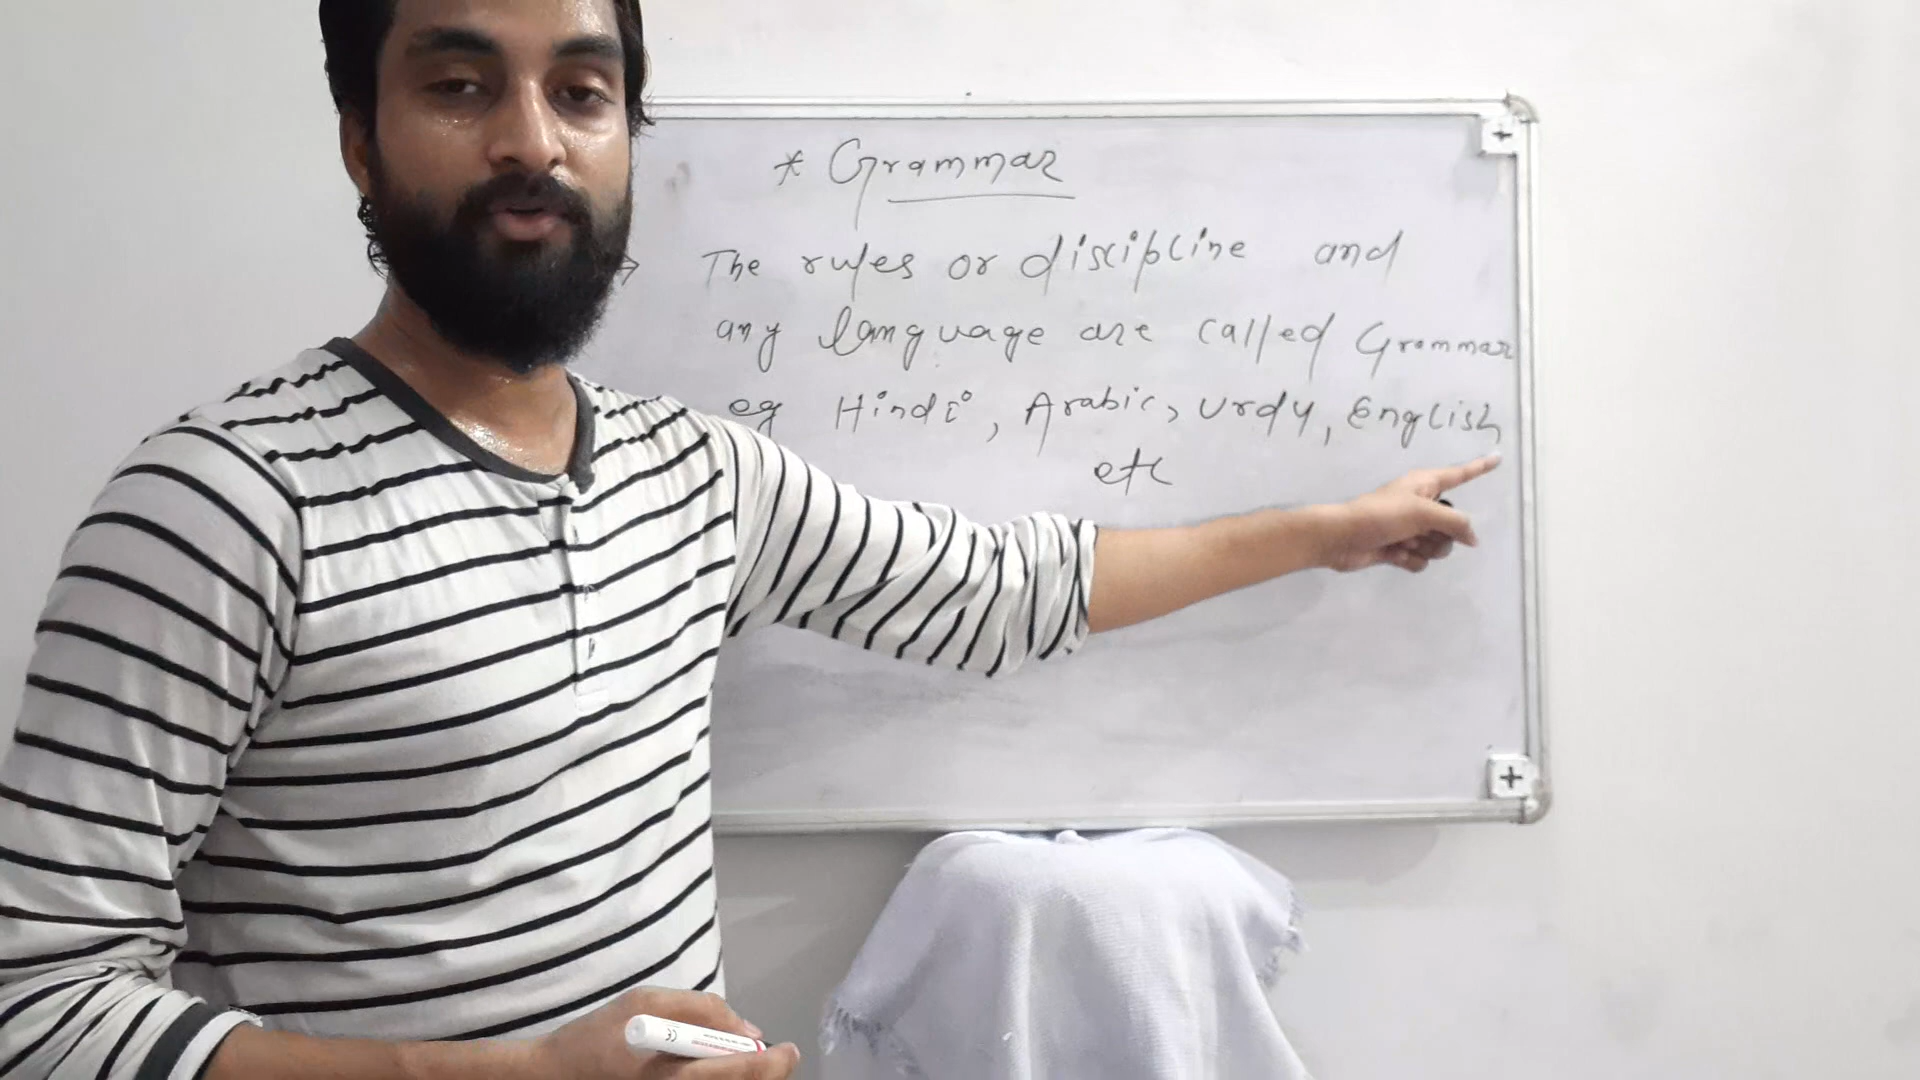 * Grammar
→ The rules or discipline and
any language are called Grammar
eg Hindi, Arabic, Urdu, English
etc